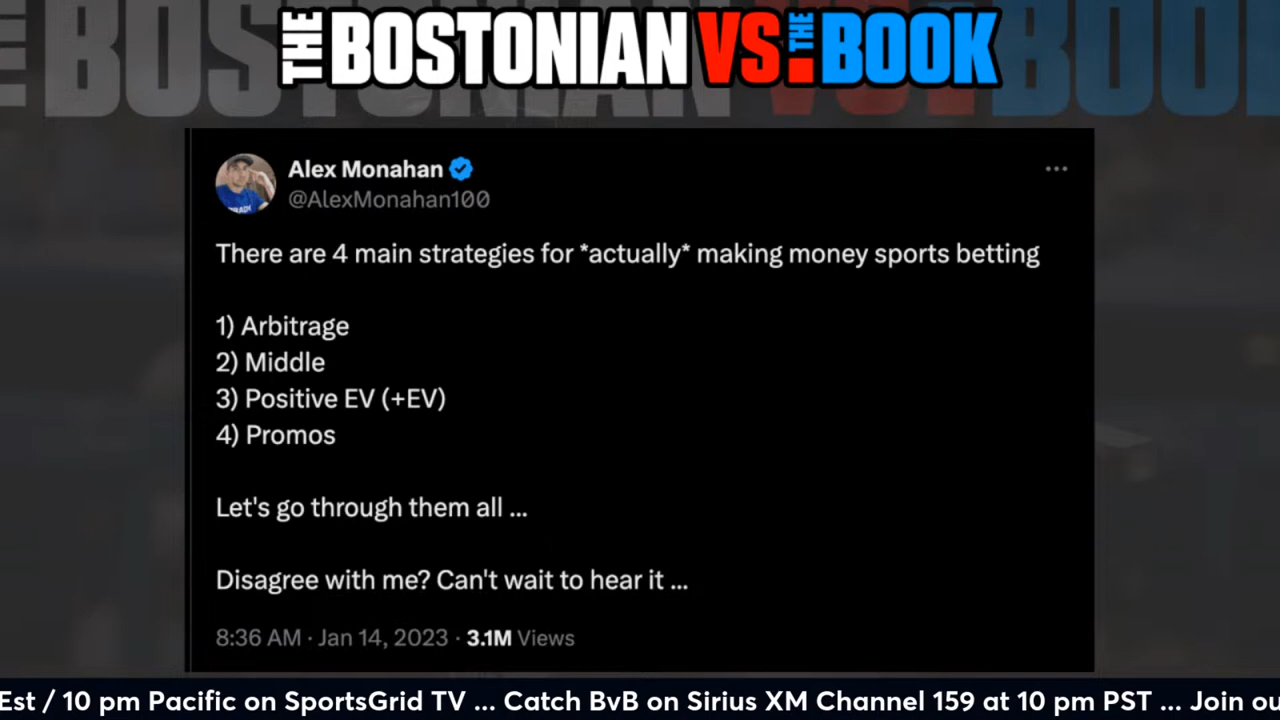 THE BOSTONIAN VS. THE BOOK
Alex Monahan
@AlexMonahan100
There are 4 main strategies for *actually* making money sports betting
1) Arbitrage
2) Middle
3) Positive EV (+EV)
4) Promos
Let's go through them all ...
Disagree with me? Can't wait to hear it ...
8:36 AM · Jan 14, 2023 · 3.1M Views
Est / 10 pm Pacific on SportsGrid TV ... Catch BvB on Sirius XM Channel 159 at 10 pm PST ... Join